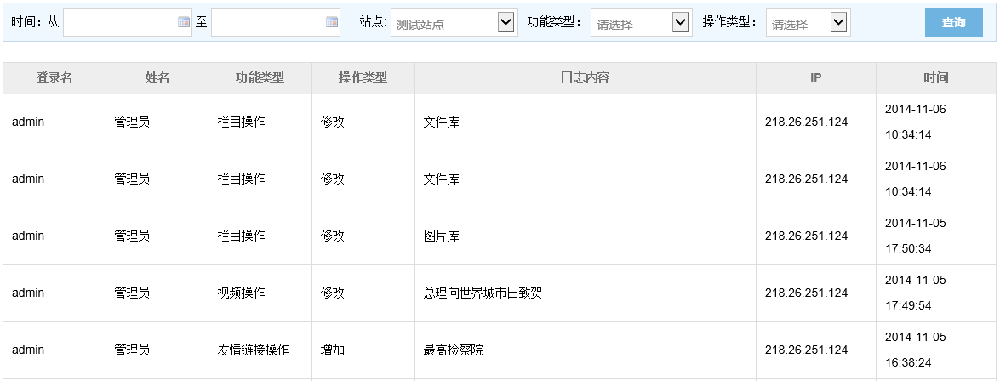 时间：从 至 站点: 测试站点 功能类型： 请选择 操作类型： 请选择 查询
登录名 姓名 功能类型 操作类型 日志内容 IP 时间
admin 管理员 栏目操作 修改 文件库 218.26.251.124 2014-11-06
10:34:14
admin 管理员 栏目操作 修改 文件库 218.26.251.124 2014-11-06
10:34:14
admin 管理员 栏目操作 修改 图片库 218.26.251.124 2014-11-05
17:50:34
admin 管理员 视频操作 修改 总理向世界城市日致贺 218.26.251.124 2014-11-05
17:49:54
admin 管理员 友情链接操作 增加 最高检察院 218.26.251.124 2014-11-05
16:38:24